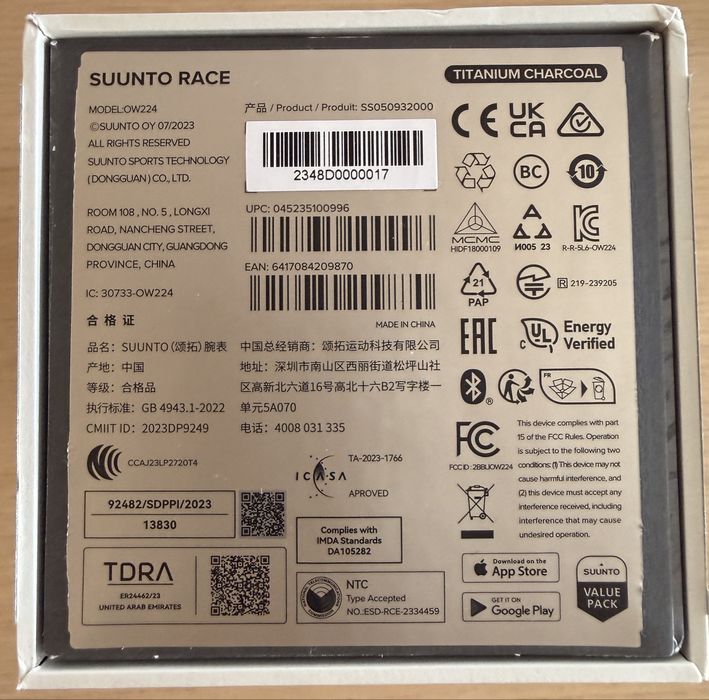 SUUNTO RACE
TITANIUM CHARCOAL
MODEL:OW224
©SUUNTO OY 07/2023
ALL RIGHTS RESERVED
SUUNTO SPORTS TECHNOLOGY
(DONGGUAN) CO., LTD.
ROOM 108 , NO. 5 , LONGXI
ROAD, NANCHENG STREET,
DONGGUAN CITY, GUANGDONG
PROVINCE, CHINA
IC: 30733-OW224
产品 / Product / Produit: SS050932000
2348D0000017
UPC: 045235100996
EAN: 6417084209870
MADE IN CHINA
合 格 证
品名: SUUNTO (颂拓) 腕表
产地: 中国
等级: 合格品
执行标准: GB 4943.1-2022
CMIIT ID: 2023DP9249
中国总经销商: 颂拓运动科技有限公司
地址: 深圳市南山区西丽街道松坪山社
区高新北六道16号高北十六B2写字楼一
单元5A070
电话: 4008 031 335
CCAJ23LP2720T4
ICASA
TA-2023-1766
APPROVED
92482/SDPPI/2023
13830
Complies with
IMDA Standards
DA105282
TDRA
ER24462/23
UNITED ARAB EMIRATES
NTC
Type Accepted
NO.:ESD-RCE-2334459
CE
UK
CA
BC
10
MCMC
HIDF18000109
И005 23
R-R-5L6-OW224
21
PAP
R 219-239205
EAC
C UL
Energy
Verified
FR
FC
FCC ID : 2BBIJOW224
This device complies with part
15 of the FCC Rules. Operation
is subject to the following two
conditions: (1) This device may not
cause harmful interference, and
(2) this device must accept any
interference received, including
interference that may cause
undesired operation.
Download on the
App Store
GET IT ON
Google Play
SUUNTO
VALUE
PACK